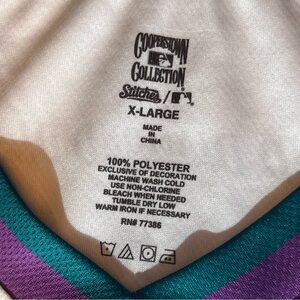 COOPERSTOWN
COLLECTION
Stitches /
X-LARGE
MADE
IN
CHINA
100% POLYESTER
EXCLUSIVE OF DECORATION
MACHINE WASH COLD
USE NON-CHLORINE
BLEACH WHEN NEEDED
TUMBLE DRY LOW
WARM IRON IF NECESSARY
RN# 77386